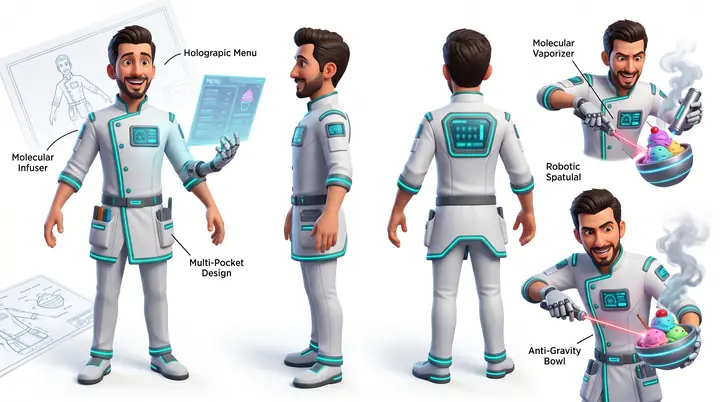 Holograpic Menu
MENU
Molecular
Infuser
Multi-Pocket
Design
Molecular
Vaporizer
Robotic
Spatulal
Anti-Gravity
Bowl